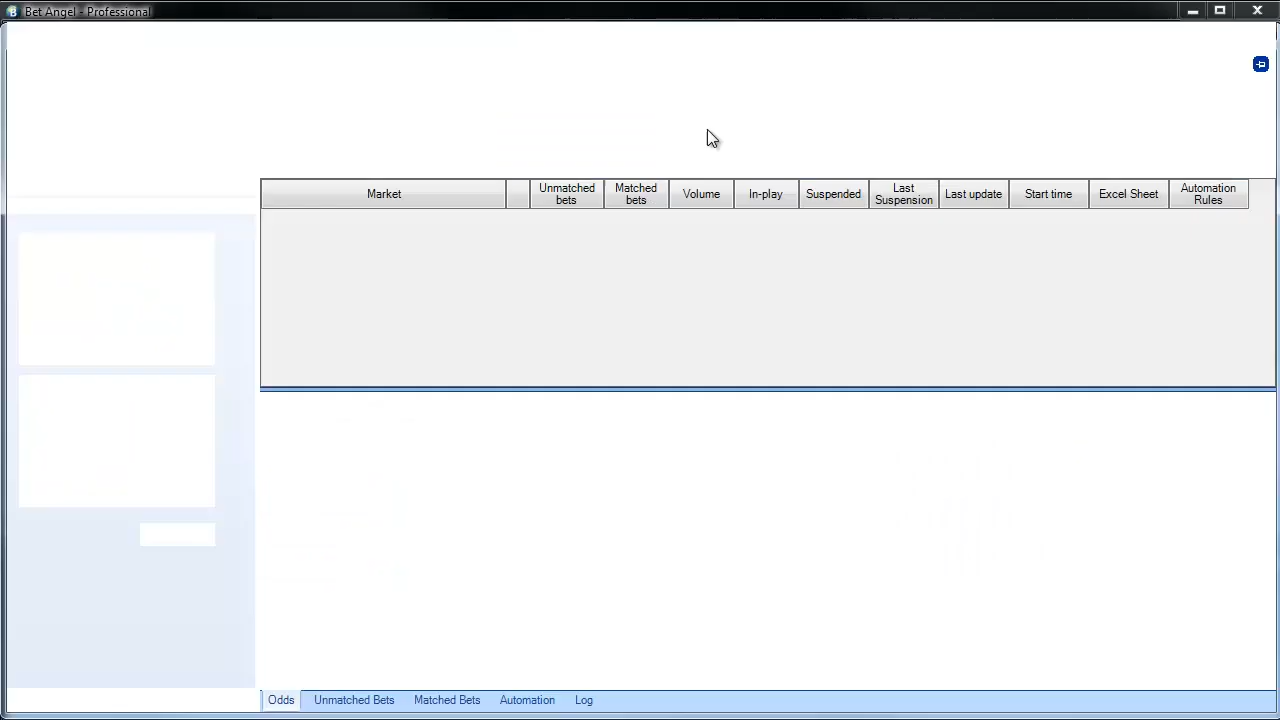 Bet Angel - Professional
Market Unmatched bets Matched bets Volume In-play Suspended Last Suspension Last update Start time Excel Sheet Automation Rules
Odds Unmatched Bets Matched Bets Automation Log